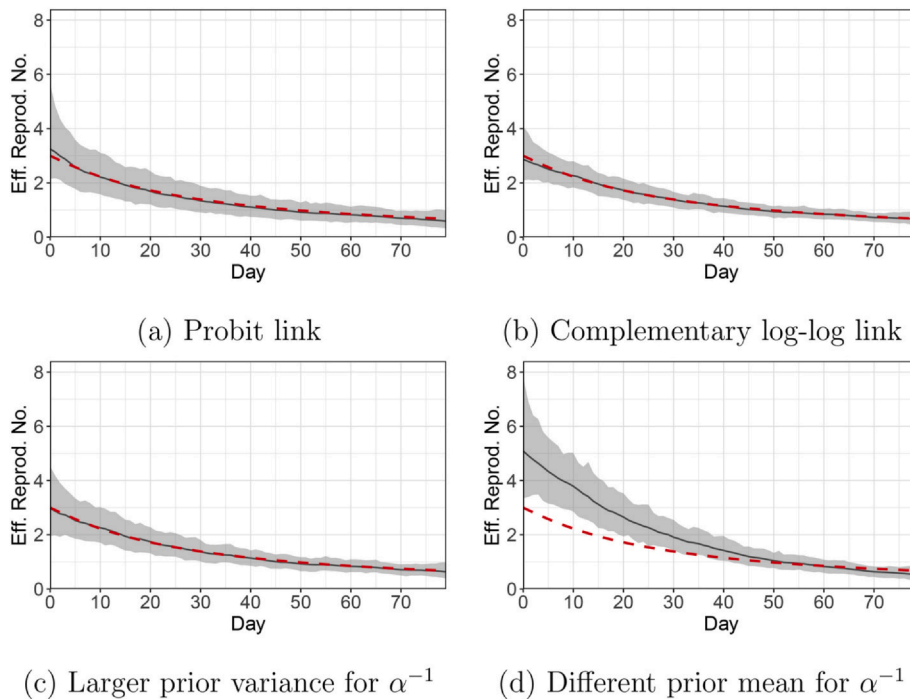 8
6
4
2
0
Eff. Reprod. No.
0 10 20 30 40 50 60 70
Day
(a) Probit link
8
6
4
2
0
Eff. Reprod. No.
0 10 20 30 40 50 60 70
Day
(b) Complementary log-log link
8
6
4
2
0
Eff. Reprod. No.
0 10 20 30 40 50 60 70
Day
(c) Larger prior variance for α⁻¹
8
6
4
2
0
Eff. Reprod. No.
0 10 20 30 40 50 60 70
Day
(d) Different prior mean for α⁻¹